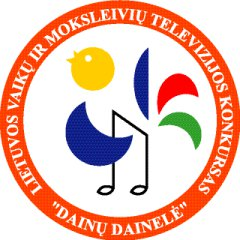 LIETUVOS VAIKŲ IR MOKSLEIVIŲ TELEVIZIJOS KONKURSAS
"DAINŲ DAINELĖ"